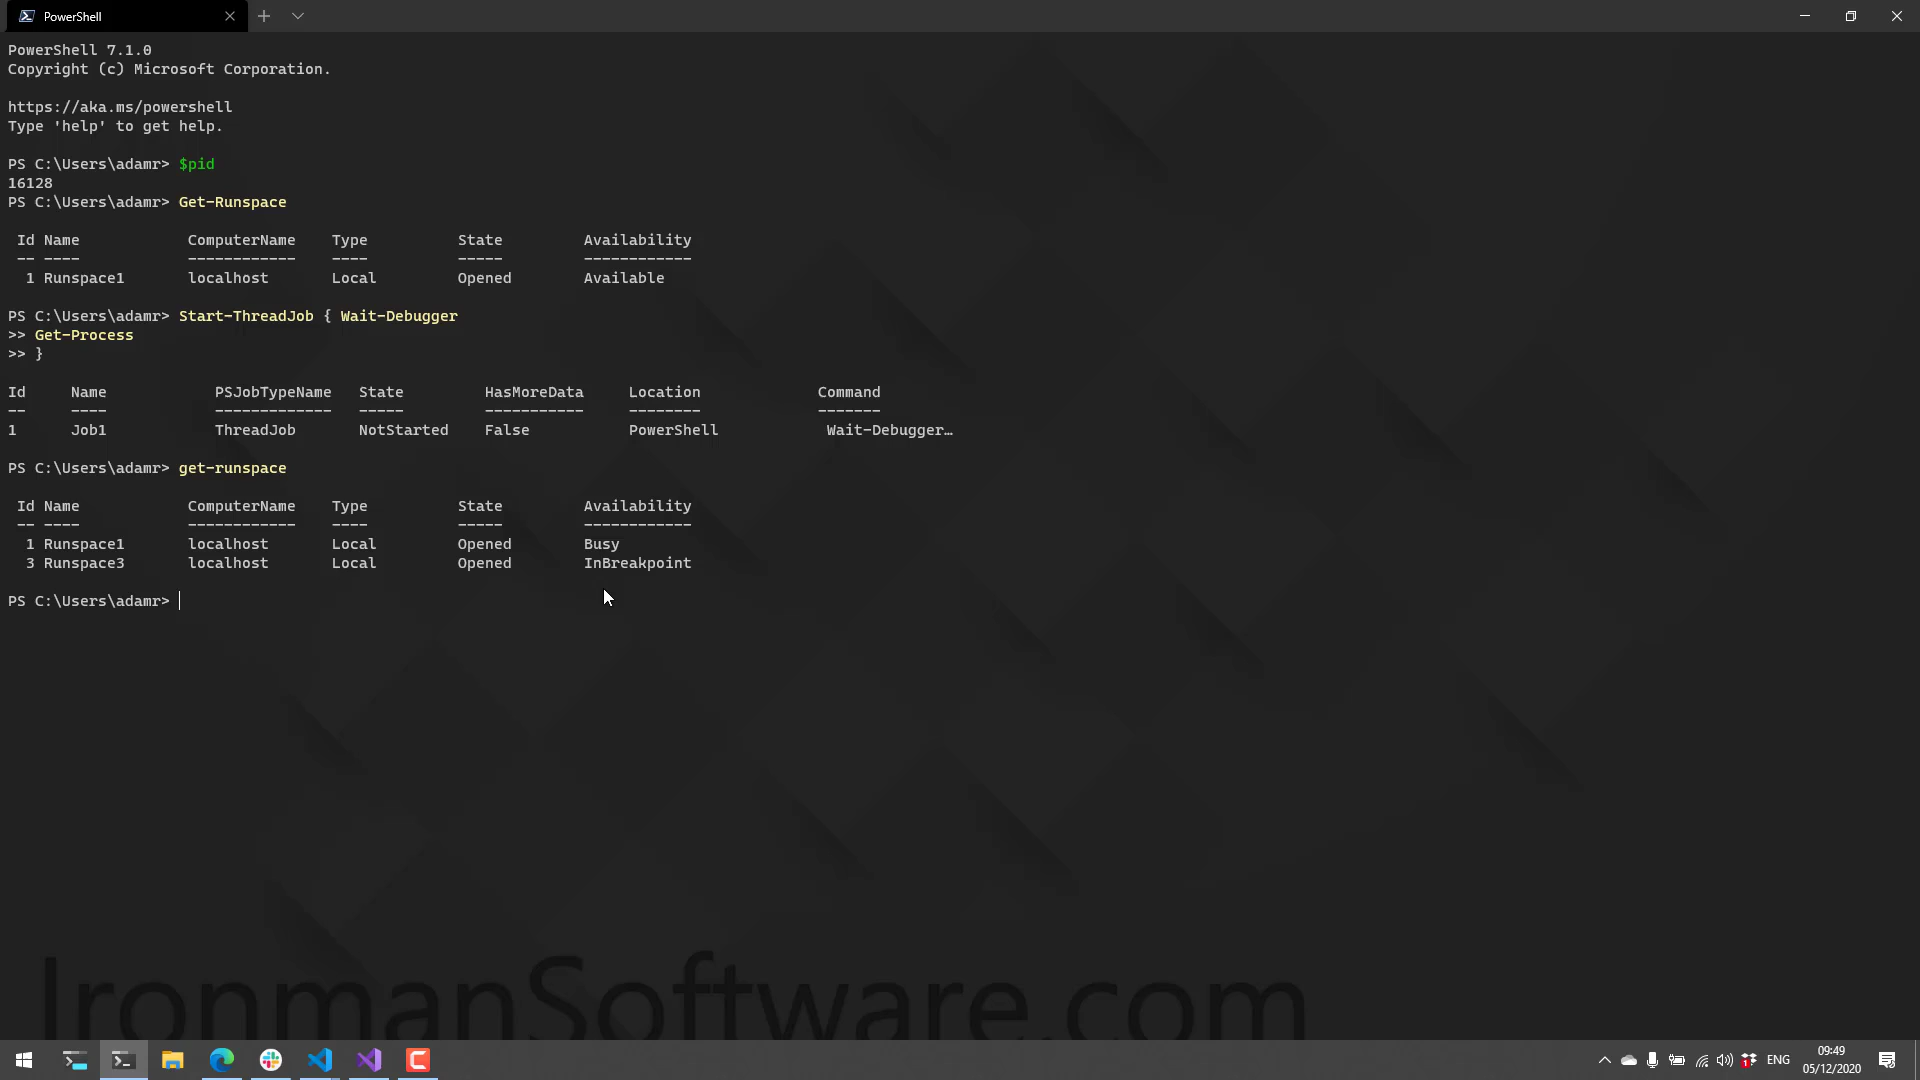 PowerShell
PowerShell 7.1.0
Copyright (c) Microsoft Corporation.
https://aka.ms/powershell
Type 'help' to get help.
PS C:\Users\adamr> $pid
16128
PS C:\Users\adamr> Get-Runspace
Id Name ComputerName Type State Availability
-- ---- ------------ ---- ----- ------------
1 Runspace1 localhost Local Opened Available
PS C:\Users\adamr> Start-ThreadJob { Wait-Debugger
>> Get-Process
>> }
Id Name PSJobTypeName State HasMoreData Location Command
-- ---- ------------- ----- ----------- -------- -------
1 Job1 ThreadJob NotStarted False PowerShell Wait-Debugger…
PS C:\Users\adamr> get-runspace
Id Name ComputerName Type State Availability
-- ---- ------------ ---- ----- ------------
1 Runspace1 localhost Local Opened Busy
3 Runspace3 localhost Local Opened InBreakpoint
PS C:\Users\adamr>
IronmanSoftware.com
ENG
09:49
05/12/2020